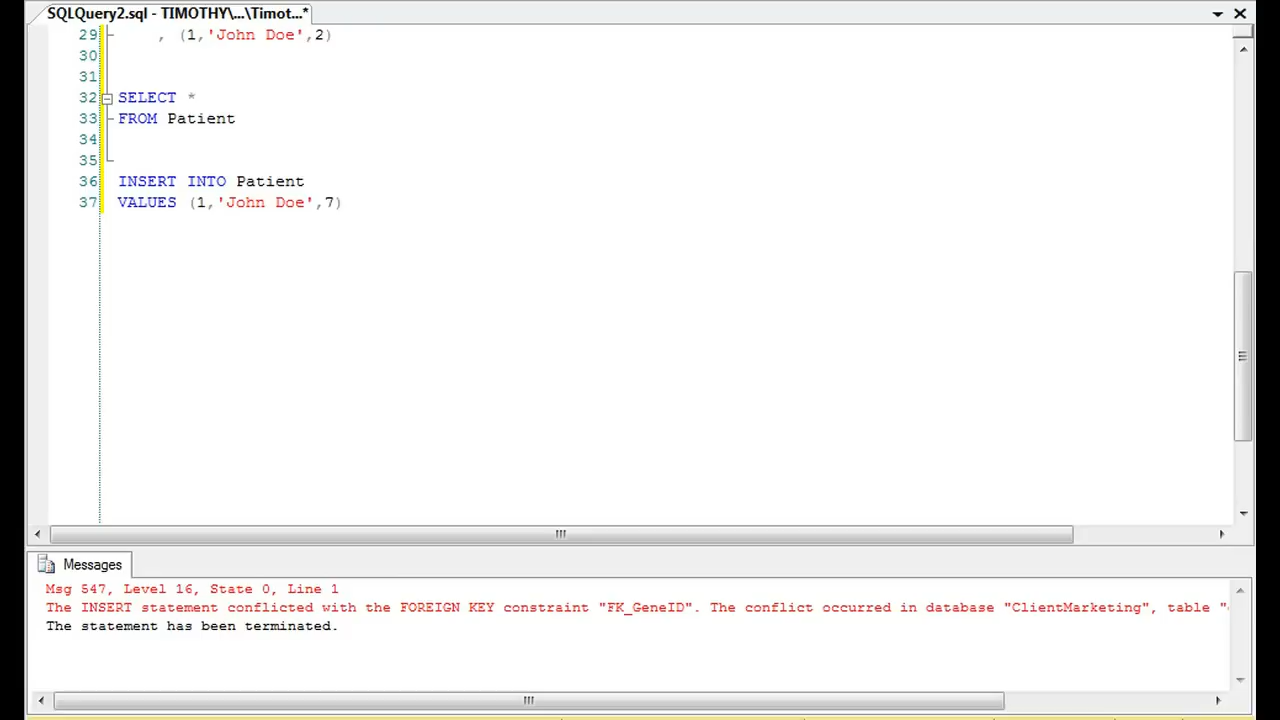 SQLQuery2.sql - TIMOTHY\...\Timot...*
29 , (1,'John Doe',2)
30
31
32 SELECT *
33 FROM Patient
34
35
36 INSERT INTO Patient
37 VALUES (1,'John Doe',7)
Messages
Msg 547, Level 16, State 0, Line 1
The INSERT statement conflicted with the FOREIGN KEY constraint "FK_GeneID". The conflict occurred in database "ClientMarketing", table "
The statement has been terminated.